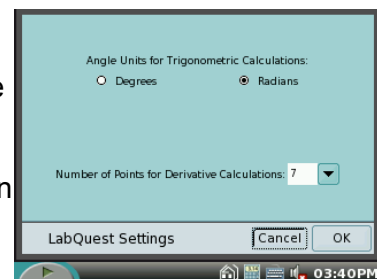 Angle Units for Trigonometric Calculations:
Degrees Radians
e
Number of Points for Derivative Calculations: 7
n
LabQuest Settings Cancel OK
03:40PM